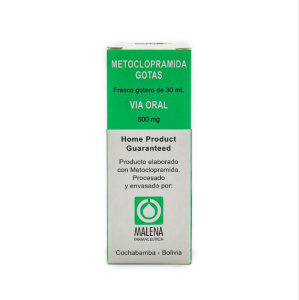 METOCLOPRAMIDA
GOTAS
Frasco gotero de 30 mL
VIA ORAL
500 mg
Home Product
Guaranteed
Producto elaborado
con Metoclopramida.
Procesado
y envasado por:
MALENA
FARMACEUTICA
Cochabamba - Bolivia